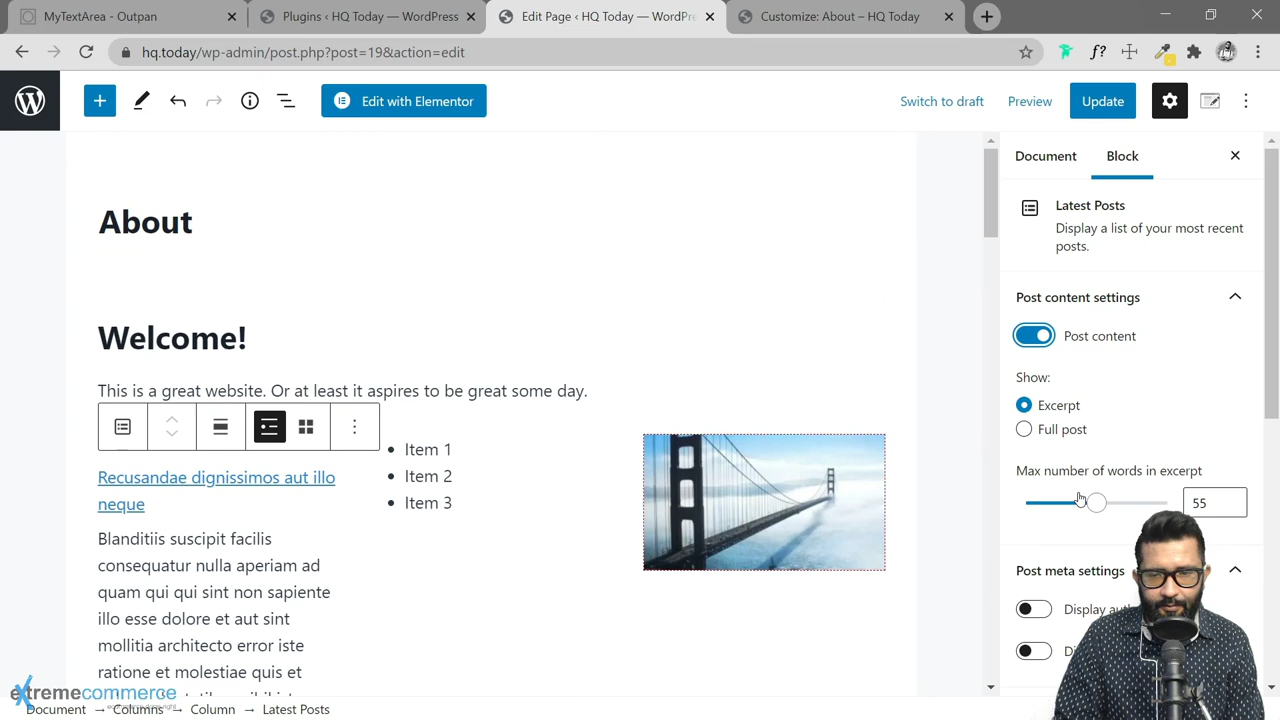 MyTextArea - Outpan
Plugins ‹ HQ Today — WordPress
Edit Page ‹ HQ Today — WordPre
Customize: About – HQ Today
hq.today/wp-admin/post.php?post=19&action=edit
f?
Edit with Elementor
Switch to draft
Preview
Update
Document
Block
Latest Posts
Display a list of your most recent
posts.
Post content settings
Post content
Show:
Excerpt
Full post
Max number of words in excerpt
55
Post meta settings
Display
About
Welcome!
This is a great website. Or at least it aspires to be great some day.
Recusandae dignissimos aut illo
neque
Blanditiis suscipit facilis
consequatur nulla aperiam ad
quam qui qui sint non sapiente
illo esse dolore et aut sint
mollitia architecto error iste
ratione et molestiae quis et
Item 1
Item 2
Item 3
extremecommerce
Document → Columns → Column → Latest Posts